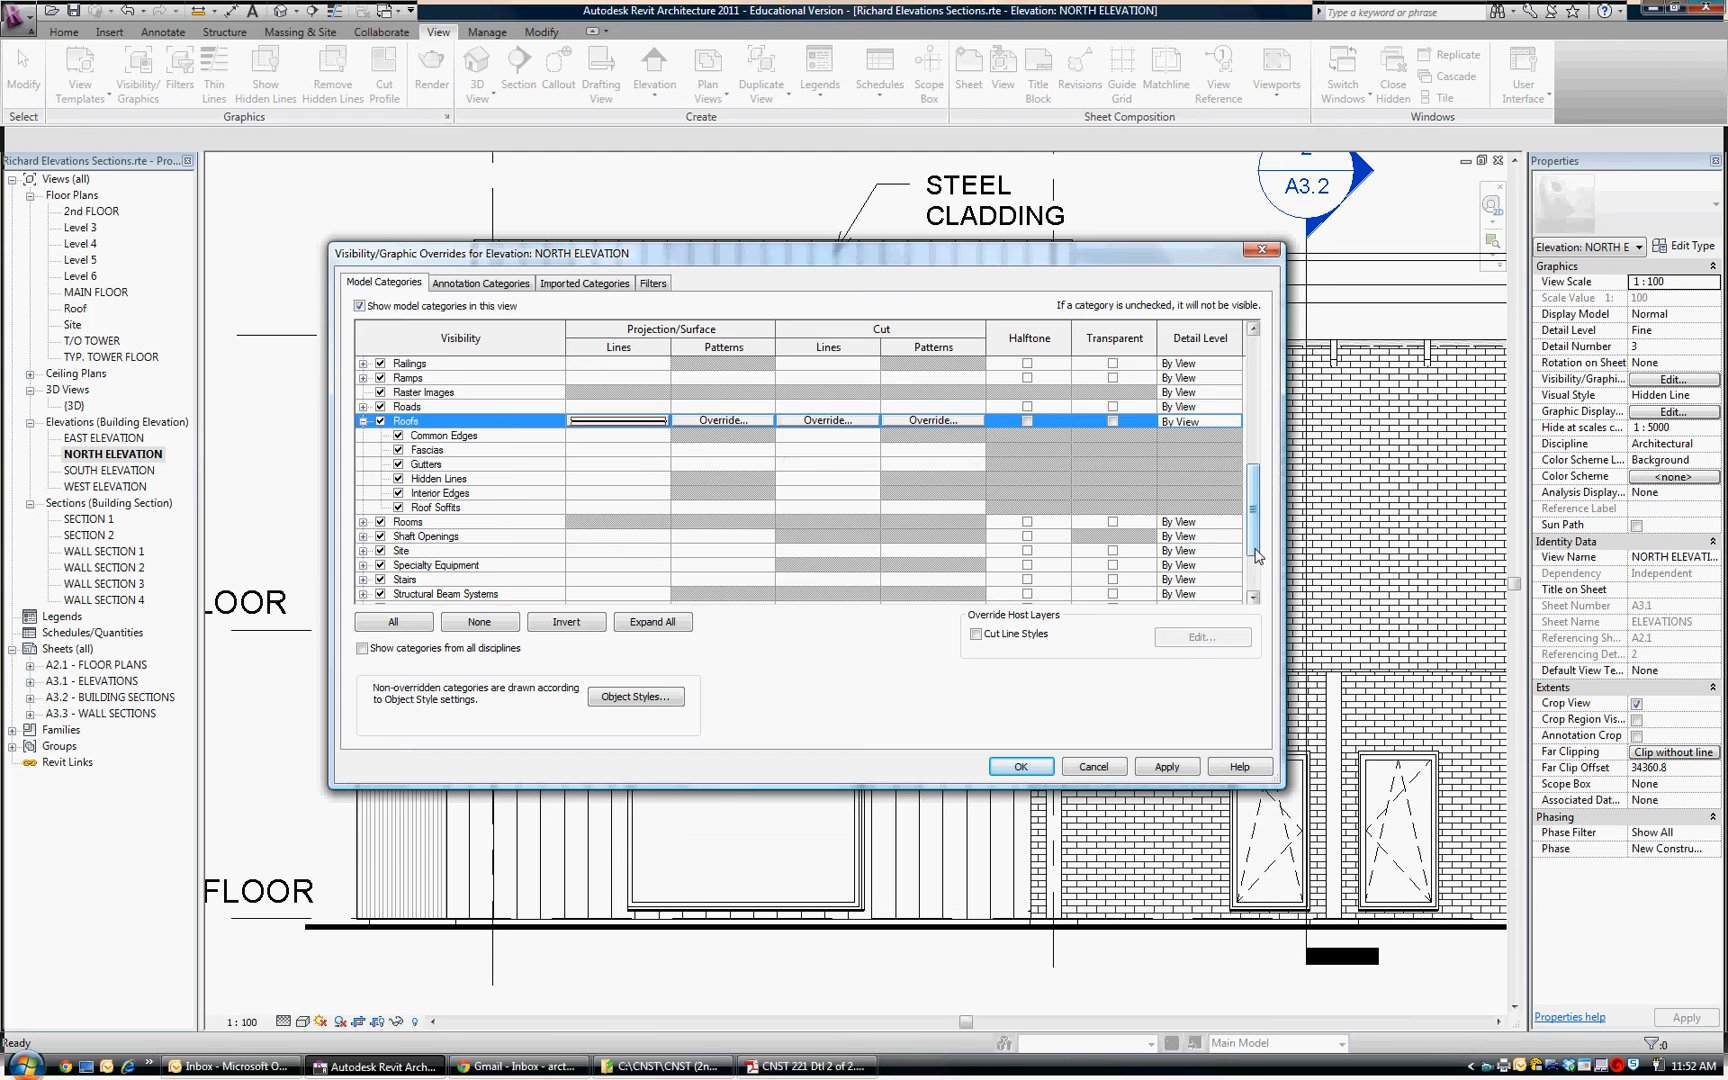 Autodesk Revit Architecture 2011 - Educational Version - [Richard Elevations Sections.rte - Elevation: NORTH ELEVATION]
Type a keyword or phrase
Home Insert Annotate Structure Massing & Site Collaborate View Manage Modify
Modify
View Templates
Visibility/ Graphics
Filters
Thin Lines
Show Hidden Lines
Remove Hidden Lines
Cut Profile
Render
3D View
Section
Callout
Drafting View
Elevation
Plan Views
Duplicate View
Legends
Schedules
Scope Box
Sheet
View
Title Block
Revisions
Guide Grid
Matchline
View Reference
Viewports
Switch Windows
Close Hidden
Replicate
Cascade
Tile
User Interface
Select Graphics Create Sheet Composition Windows
Richard Elevations Sections.rte - Pro...
Views (all)
Floor Plans
2nd FLOOR
Level 3
Level 4
Level 5
Level 6
MAIN FLOOR
Roof
Site
T/O TOWER
TYP. TOWER FLOOR
Ceiling Plans
3D Views
{3D}
Elevations (Building Elevation)
EAST ELEVATION
NORTH ELEVATION
SOUTH ELEVATION
WEST ELEVATION
Sections (Building Section)
SECTION 1
SECTION 2
WALL SECTION 1
WALL SECTION 2
WALL SECTION 3
WALL SECTION 4
Legends
Schedules/Quantities
Sheets (all)
A2.1 - FLOOR PLANS
A3.1 - ELEVATIONS
A3.2 - BUILDING SECTIONS
A3.3 - WALL SECTIONS
Families
Groups
Revit Links
STEEL
CLADDING
2
A3.2
LOOR
FLOOR
Visibility/Graphic Overrides for Elevation: NORTH ELEVATION
Model Categories Annotation Categories Imported Categories Filters
Show model categories in this view
If a category is unchecked, it will not be visible.
Visibility Projection/Surface Cut Halftone Transparent Detail Level
Lines Patterns Lines Patterns
Railings By View
Ramps By View
Raster Images
Roads By View
Roofs Override... Override... Override... By View
Common Edges
Fascias
Gutters
Hidden Lines
Interior Edges
Roof Soffits
Rooms By View
Shaft Openings By View
Site By View
Specialty Equipment By View
Stairs By View
Structural Beam Systems By View
All None Invert Expand All
Override Host Layers
Cut Line Styles Edit...
Show categories from all disciplines
Non-overridden categories are drawn according
to Object Style settings.
Object Styles...
OK Cancel Apply Help
Properties
Elevation: NORTH E Edit Type
Graphics
View Scale 1 : 100
Scale Value 1: 100
Display Model Normal
Detail Level Fine
Detail Number 3
Rotation on Sheet None
Visibility/Graphi... Edit...
Visual Style Hidden Line
Graphic Display... Edit...
Hide at scales c... 1 : 5000
Discipline Architectural
Color Scheme L... Background
Color Scheme <none>
Analysis Display... None
Reference Label
Sun Path
Identity Data
View Name NORTH ELEVATI...
Dependency Independent
Title on Sheet
Sheet Number A3.1
Sheet Name ELEVATIONS
Referencing Sh... A2.1
Referencing Det... 2
Default View Te... None
Extents
Crop View
Crop Region Vis...
Annotation Crop
Far Clipping Clip without line
Far Clip Offset 34360.8
Scope Box None
Associated Dat... None
Phasing
Phase Filter Show All
Phase New Constru...
Properties help Apply
1 : 100
Ready
Main Model
:0
Inbox - Microsoft O...
Autodesk Revit Arch...
Gmail - Inbox - arct...
C:\CNST\CNST (2n...
CNST 221 Dtl 2 of 2....
11:52 AM